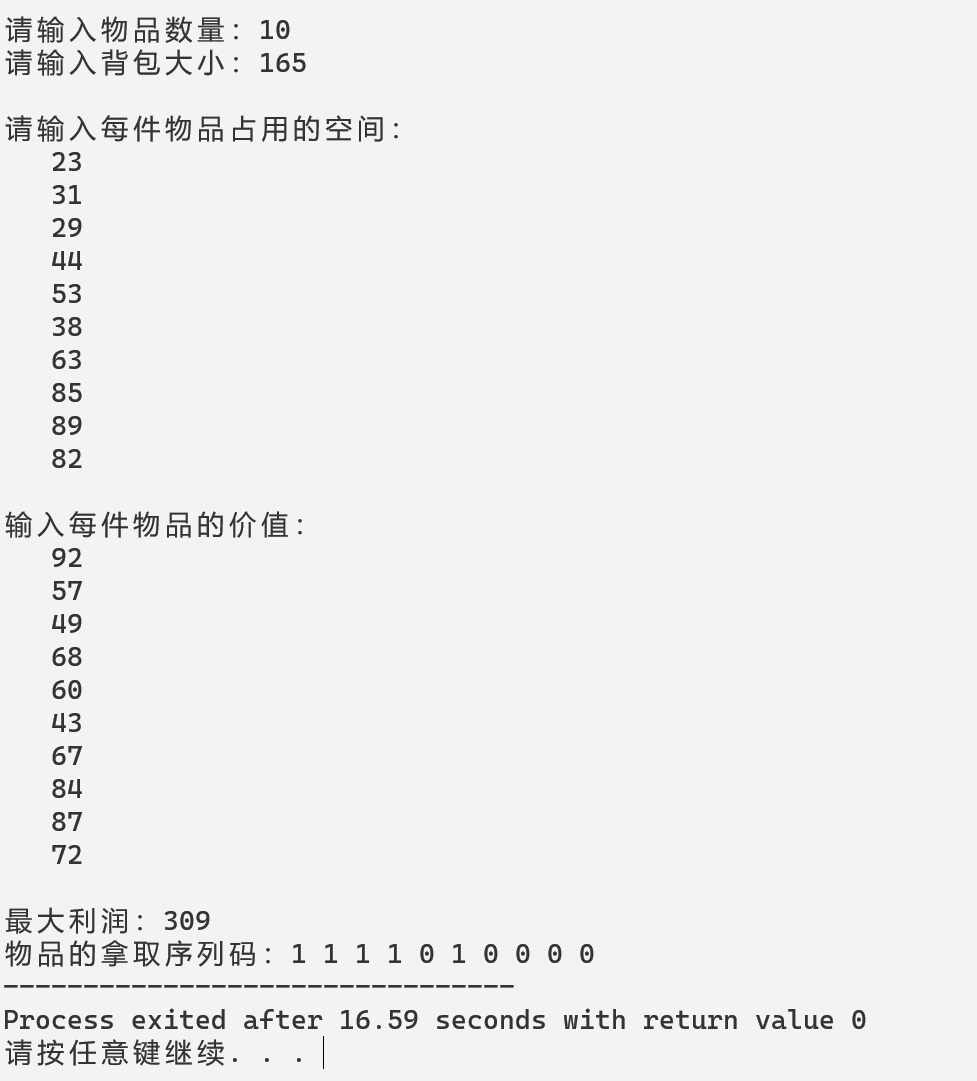 请输入物品数量：10
请输入背包大小：165
请输入每件物品占用的空间：
23
31
29
44
53
38
63
85
89
82
输入每件物品的价值：
92
57
49
68
60
43
67
84
87
72
最大利润：309
物品的拿取序列码：1 1 1 1 0 1 0 0 0 0
--------------------------------
Process exited after 16.59 seconds with return value 0
请按任意键继续. . .